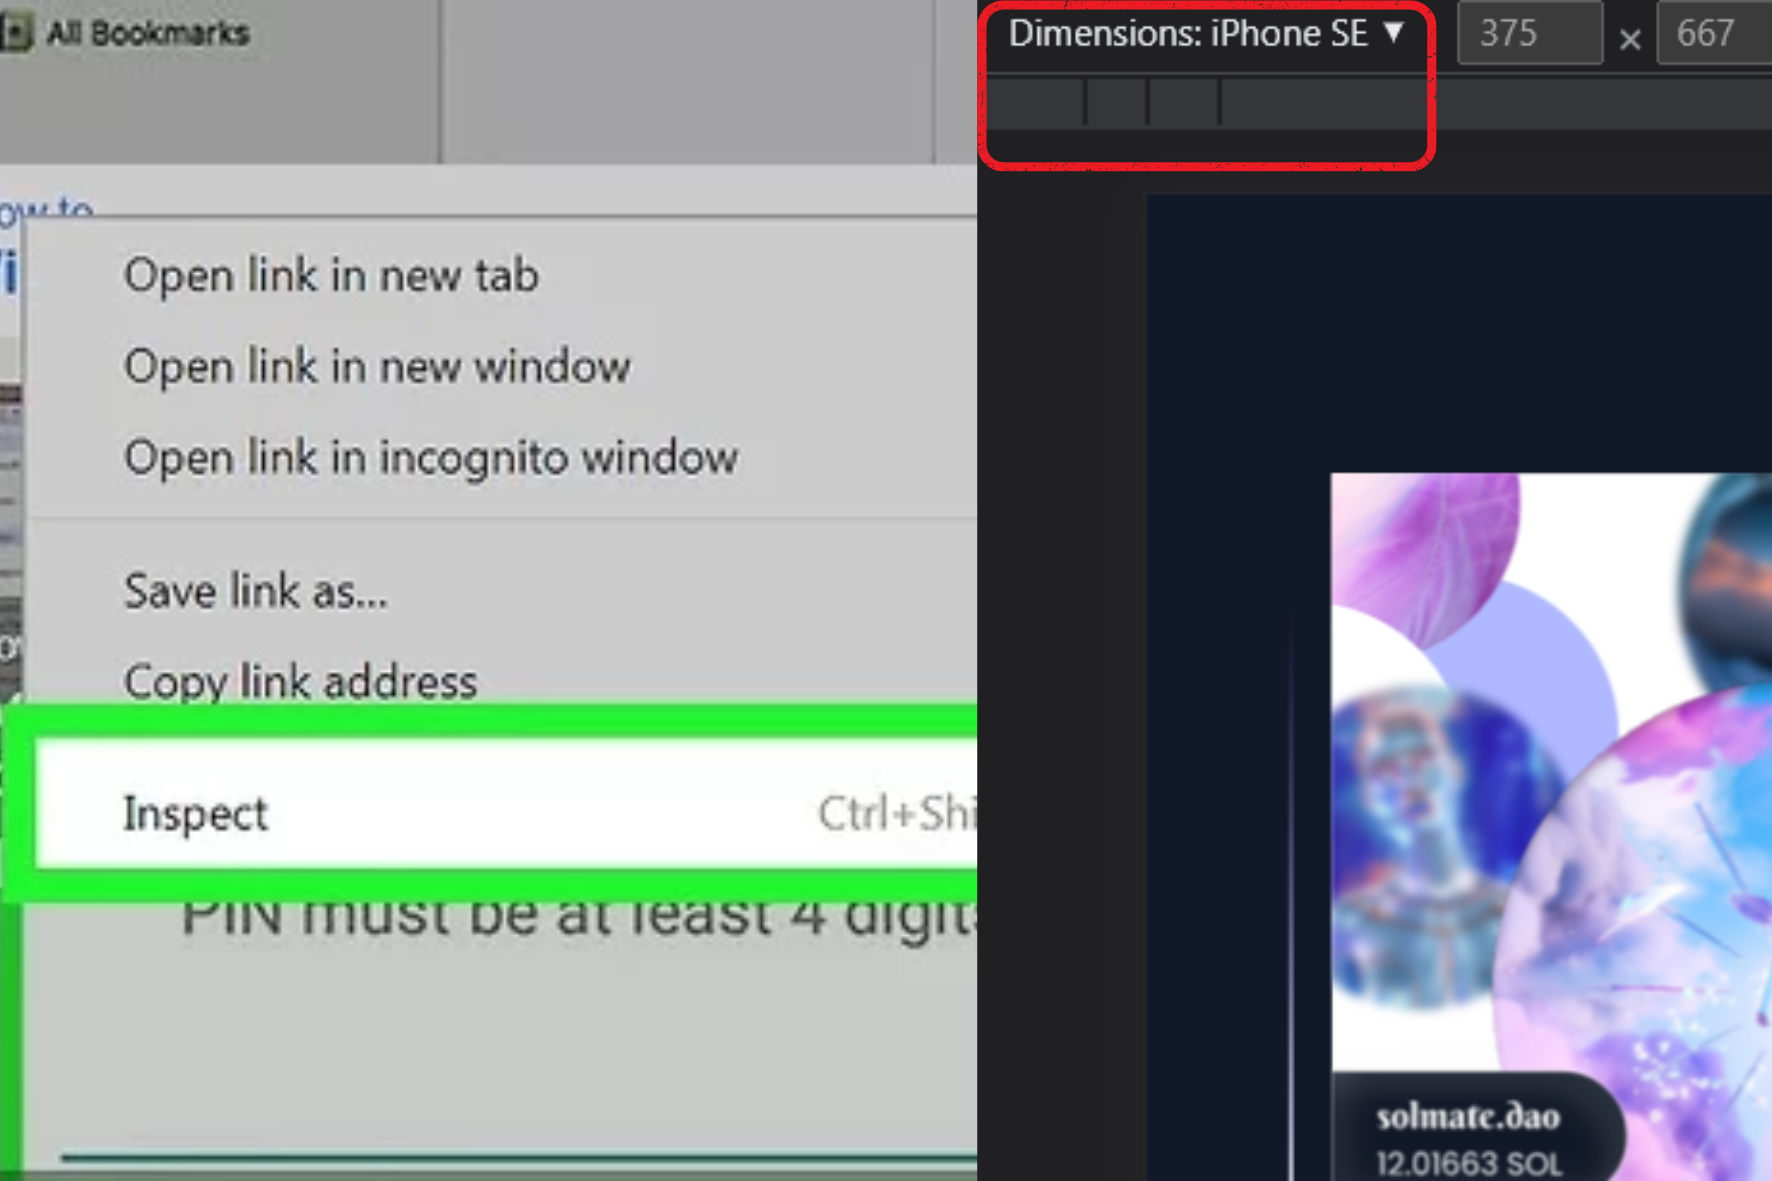 All Bookmarks
ow to
Open link in new tab
Open link in new window
Open link in incognito window
Save link as...
Copy link address
Inspect Ctrl+Shi
PIN must be at least 4 digits
Dimensions: iPhone SE ▼ 375 × 667
solmate.dao
12.01663 SOL